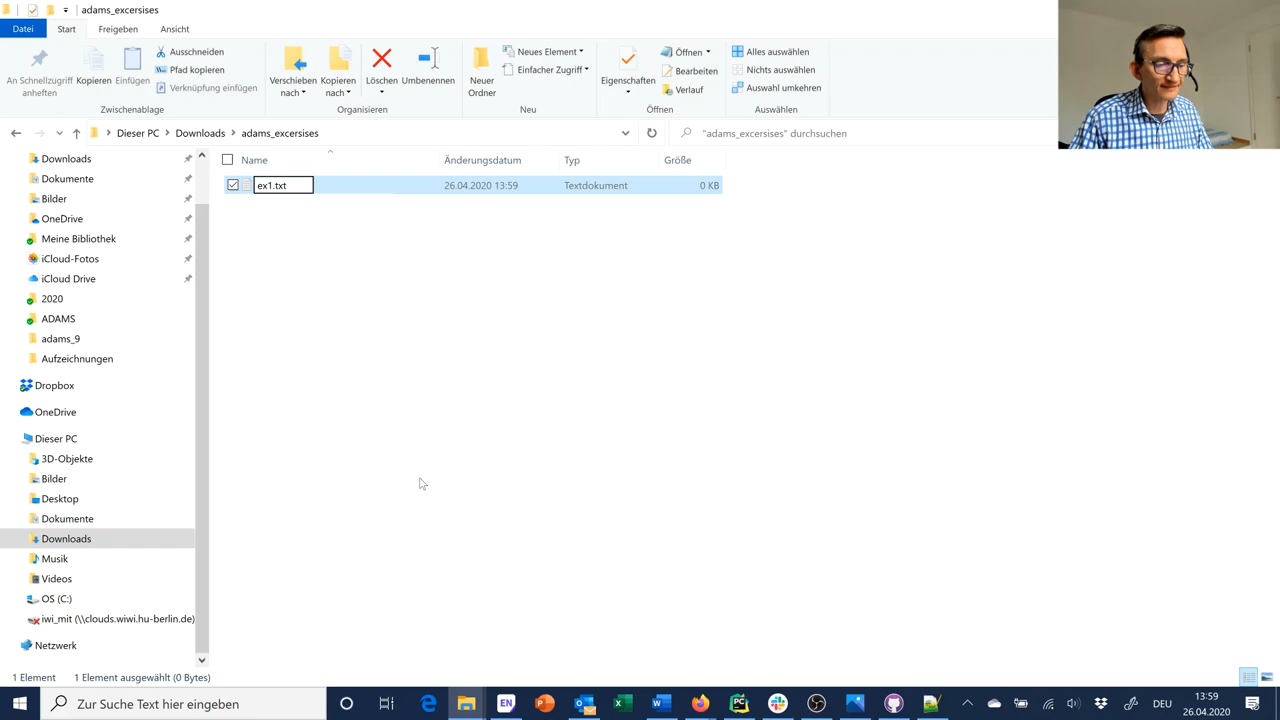 adams_excersises
Datei Start Freigeben Ansicht
An Schnellzugriff anheften
Kopieren
Einfügen
Ausschneiden
Pfad kopieren
Verknüpfung einfügen
Zwischenablage
Verschieben nach
Kopieren nach
Löschen
Umbenennen
Organisieren
Neuer Ordner
Neues Element
Einfacher Zugriff
Neu
Eigenschaften
Öffnen
Bearbeiten
Verlauf
Öffnen
Alles auswählen
Nichts auswählen
Auswahl umkehren
Auswählen
Dieser PC Downloads adams_excersises
"adams_excersises" durchsuchen
Name Änderungsdatum Typ Größe
ex1.txt 26.04.2020 13:59 Textdokument 0 KB
Downloads
Dokumente
Bilder
OneDrive
Meine Bibliothek
iCloud-Fotos
iCloud Drive
2020
ADAMS
adams_9
Aufzeichnungen
Dropbox
OneDrive
Dieser PC
3D-Objekte
Bilder
Desktop
Dokumente
Downloads
Musik
Videos
OS (C:)
iwi_mit (\\clouds.wiwi.hu-berlin.de)
Netzwerk
1 Element 1 Element ausgewählt (0 Bytes)
Zur Suche Text hier eingeben
EN
DEU
13:59
26.04.2020